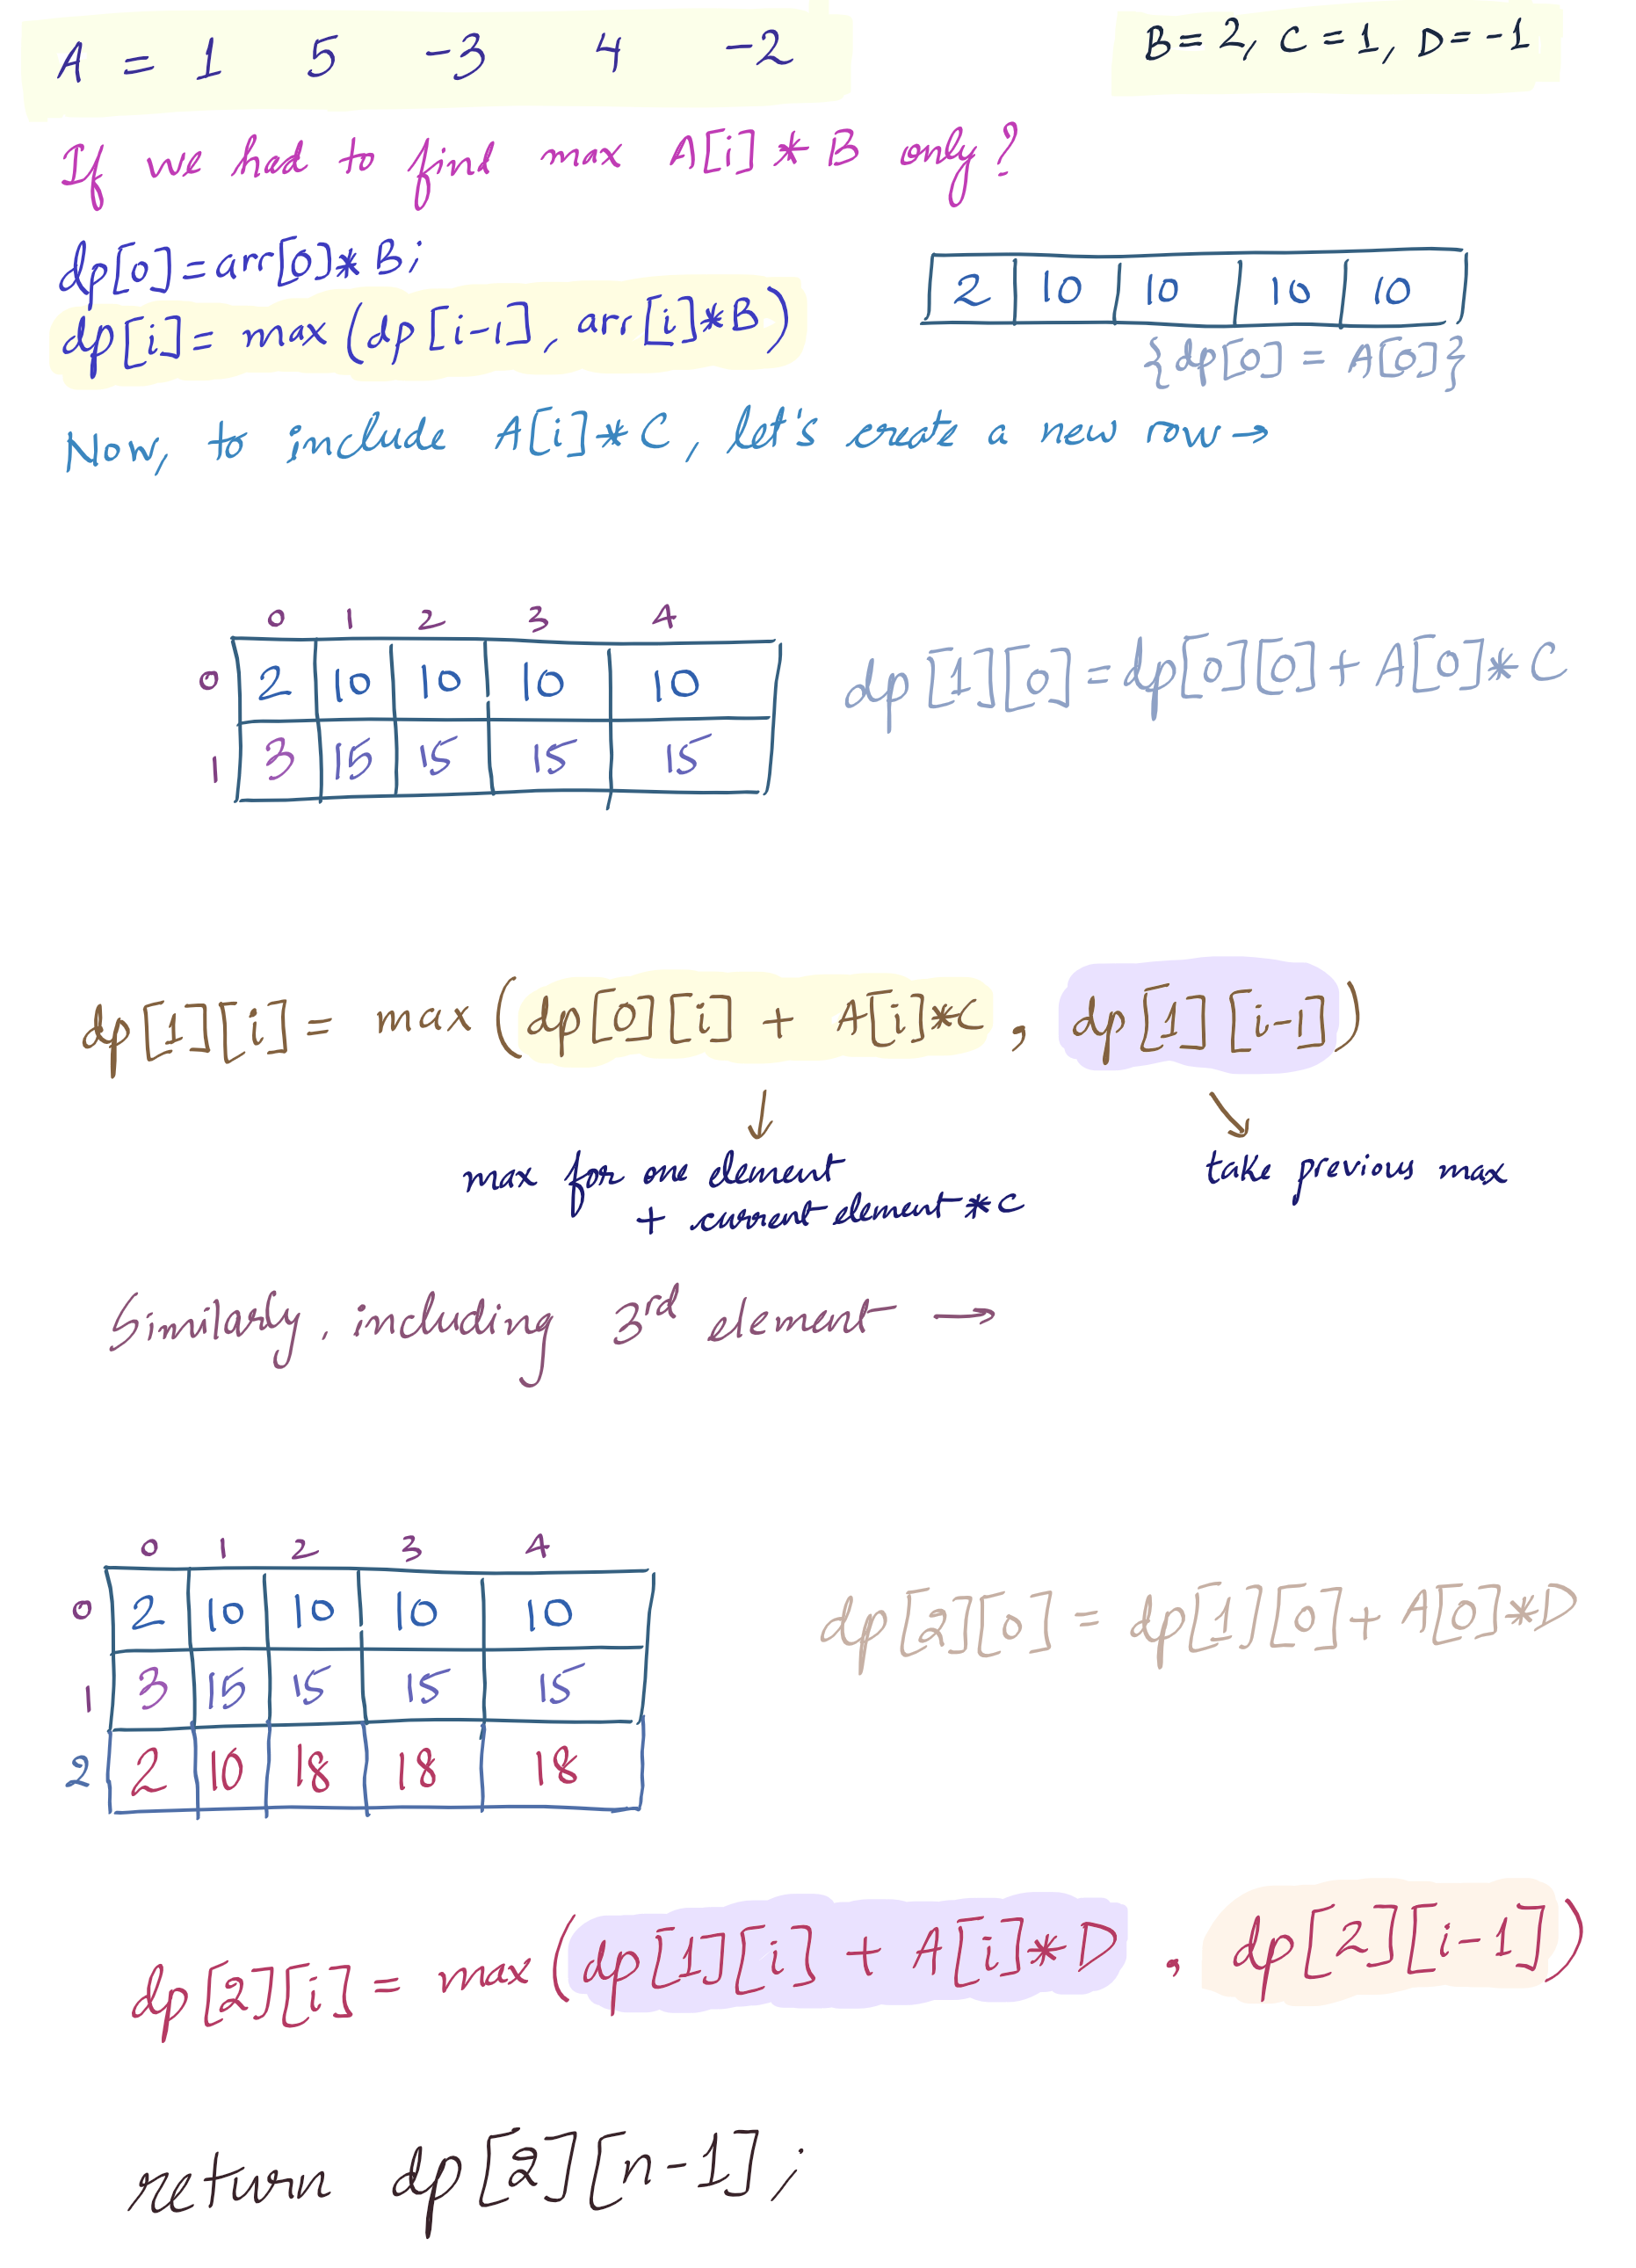 A = 1 5 -3 4 -2
B = 2, C = 1, D = -1
If we had to find max A[i] * B only?
dp[0] = arr[0] * B;
dp[i] = max (dp[i-1], arr[i]*B)
2 10 10 10 10
{dp[0] = A[0]}
Now, to include A[i]*C, let's create a new row →
0 1 2 3 4
0 2 10 10 10 10
1 3 15 15 15 15
dp[1][0] = dp[0][0] + A[0]*C
dp[1][i] = max (dp[0][i] + A[i]*C , dp[1][i-1])
max for one element
+ current element * C
take previous max
Similarly, including 3rd element →
0 1 2 3 4
0 2 10 10 10 10
1 3 15 15 15 15
2 2 10 18 18 18
dp[2][0] = dp[1][0] + A[0]*D
dp[2][i] = max (dp[1][i] + A[i]*D , dp[2][i-1])
return dp[2][n-1];